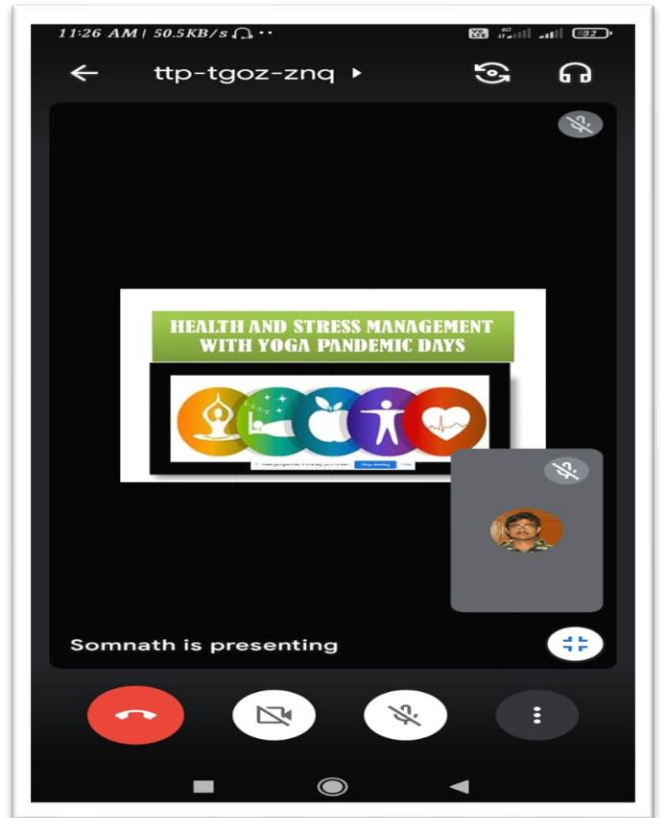 11:26 AM | 50.5KB/s
32
ttp-tgoz-znq
HEALTH AND STRESS MANAGEMENT
WITH YOGA PANDEMIC DAYS
Somnath is presenting